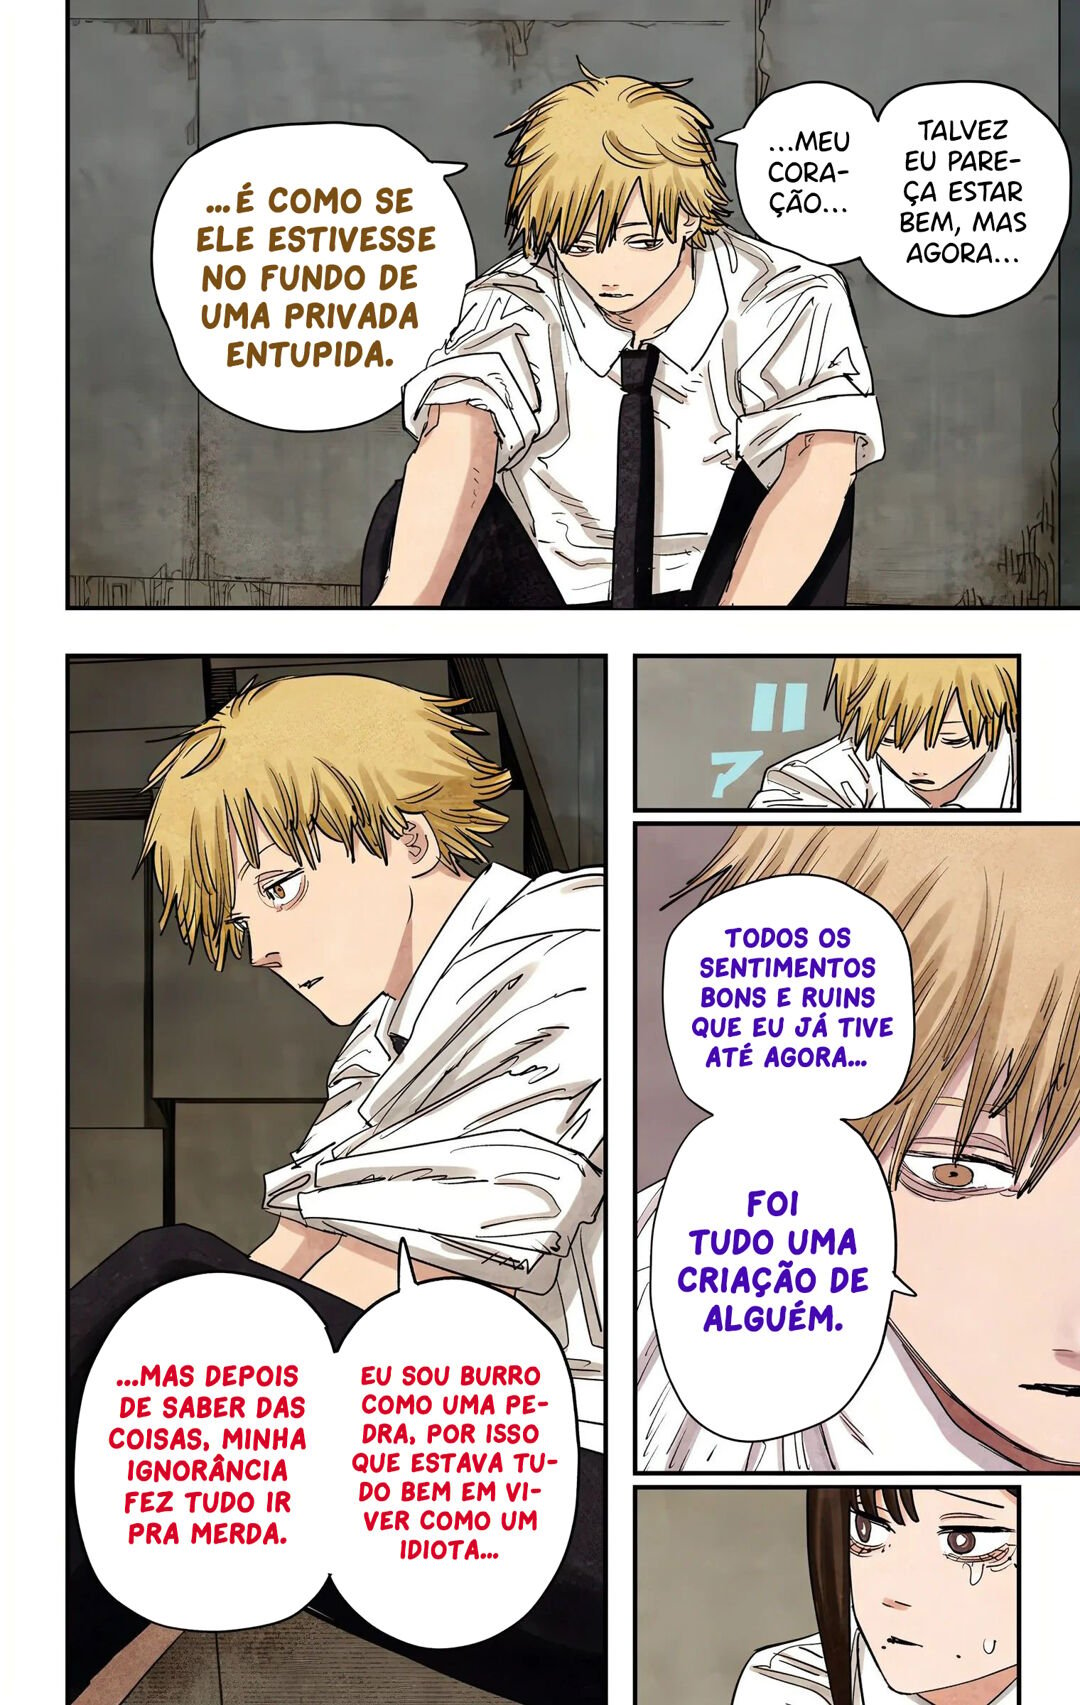 TALVEZ
EU PARE-
ÇA ESTAR
BEM, MAS
AGORA...
...MEU
CORA-
ÇÃO...
...É COMO SE
ELE ESTIVESSE
NO FUNDO DE
UMA PRIVADA
ENTUPIDA.
ア"
TODOS OS
SENTIMENTOS
BONS E RUINS
QUE EU JÁ TIVE
ATÉ AGORA...
FOI
TUDO UMA
CRIAÇÃO DE
ALGUÉM.
EU SOU BURRO
COMO UMA PE-
DRA, POR ISSO
QUE ESTAVA TU-
DO BEM EM VI-
VER COMO UM
IDIOTA...
...MAS DEPOIS
DE SABER DAS
COISAS, MINHA
IGNORÂNCIA
FEZ TUDO IR
PRA MERDA.